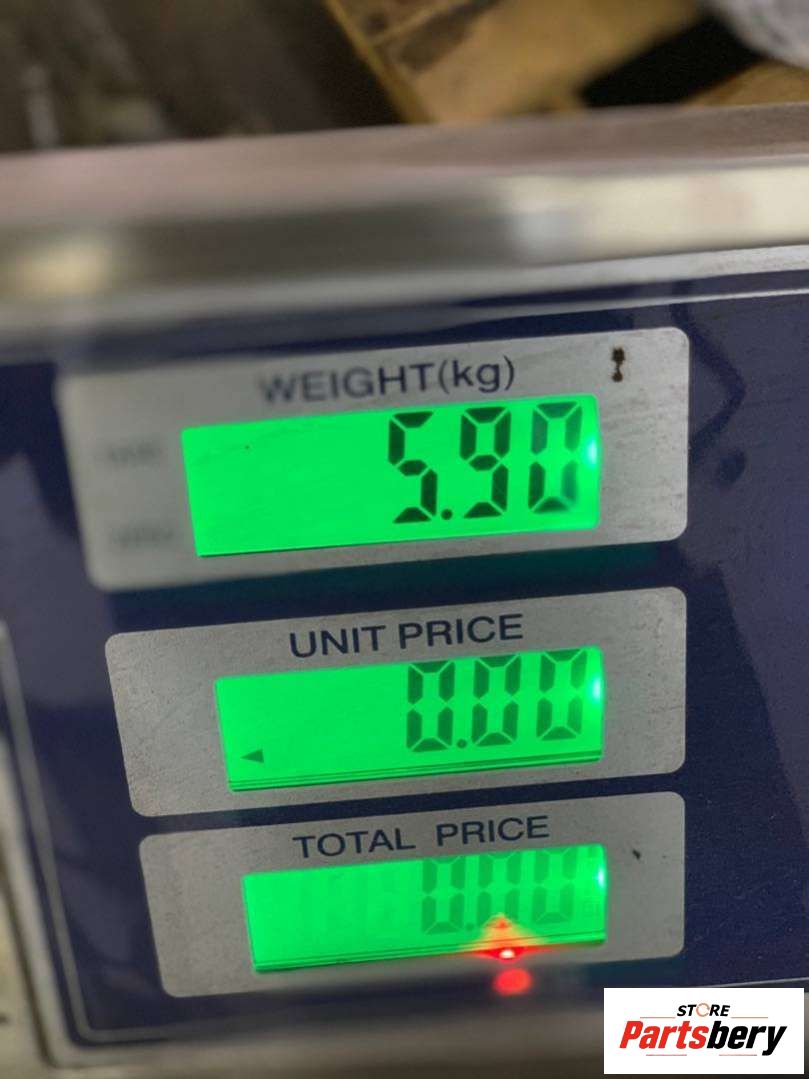 WEIGHT(kg)
5.90
UNIT PRICE
0.00
TOTAL PRICE
0.00
STORE
Partsbery